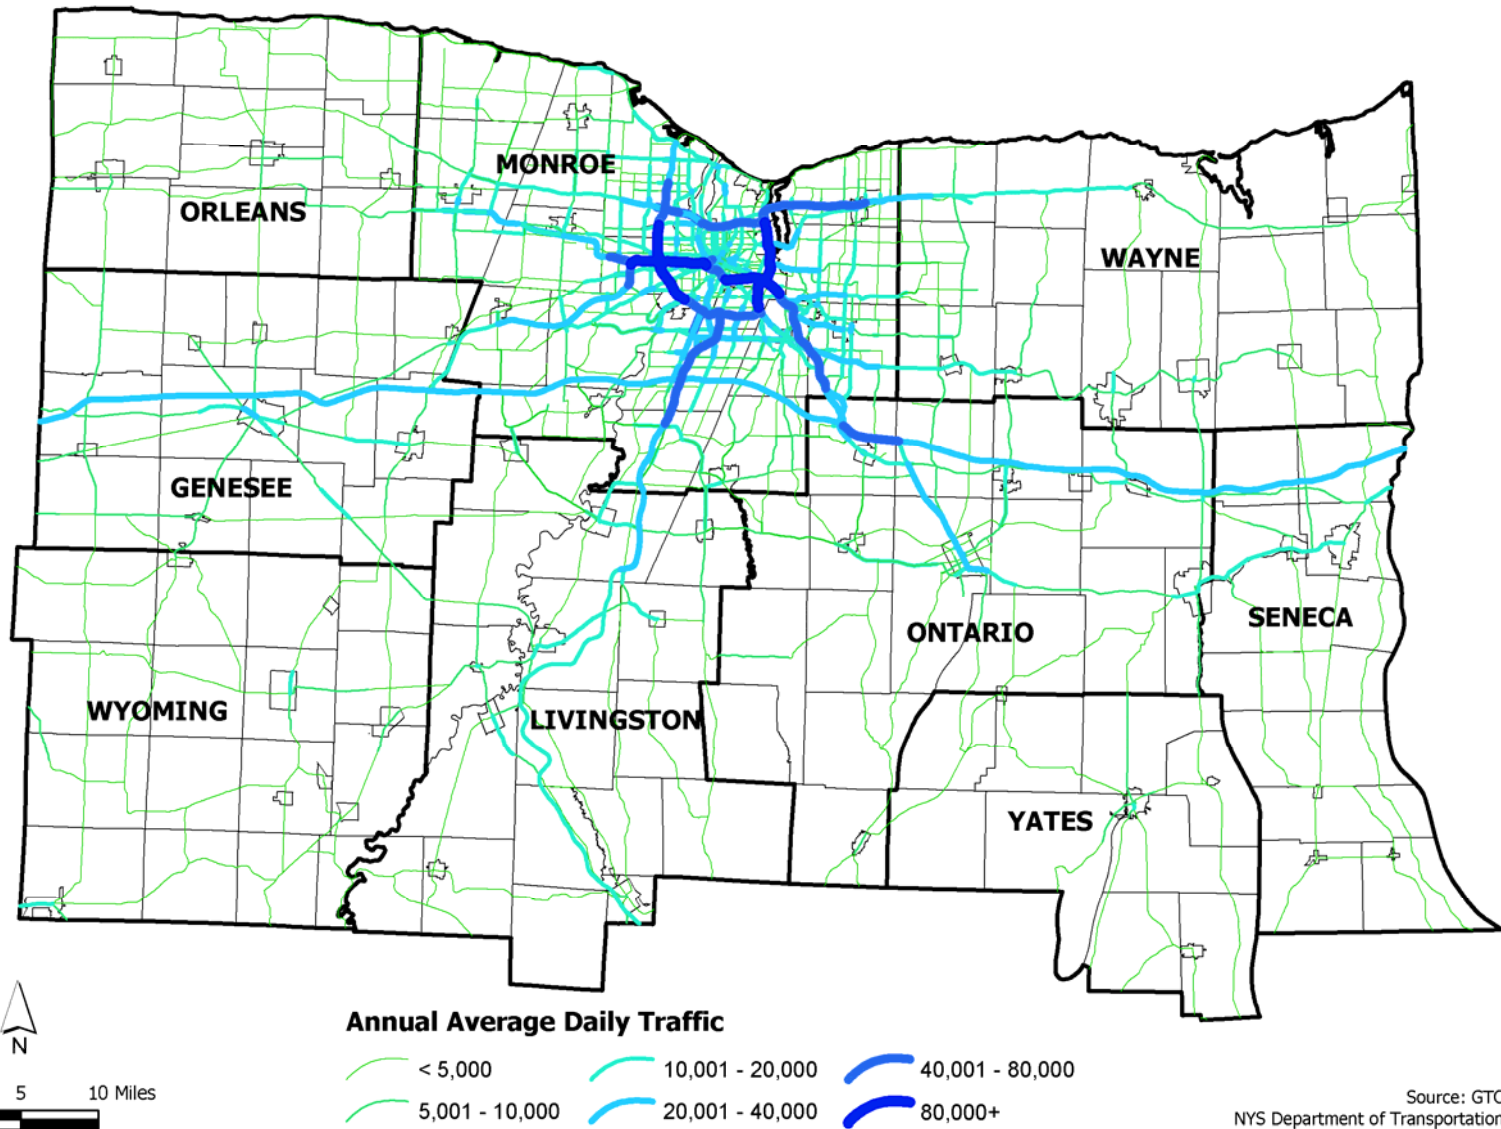 MONROE
ORLEANS
WAYNE
GENESEE
SENECA
ONTARIO
WYOMING
LIVINGSTON
YATES
N
5 10 Miles
Annual Average Daily Traffic
< 5,000
5,001 - 10,000
10,001 - 20,000
20,001 - 40,000
40,001 - 80,000
80,000+
Source: GTC
NYS Department of Transportation